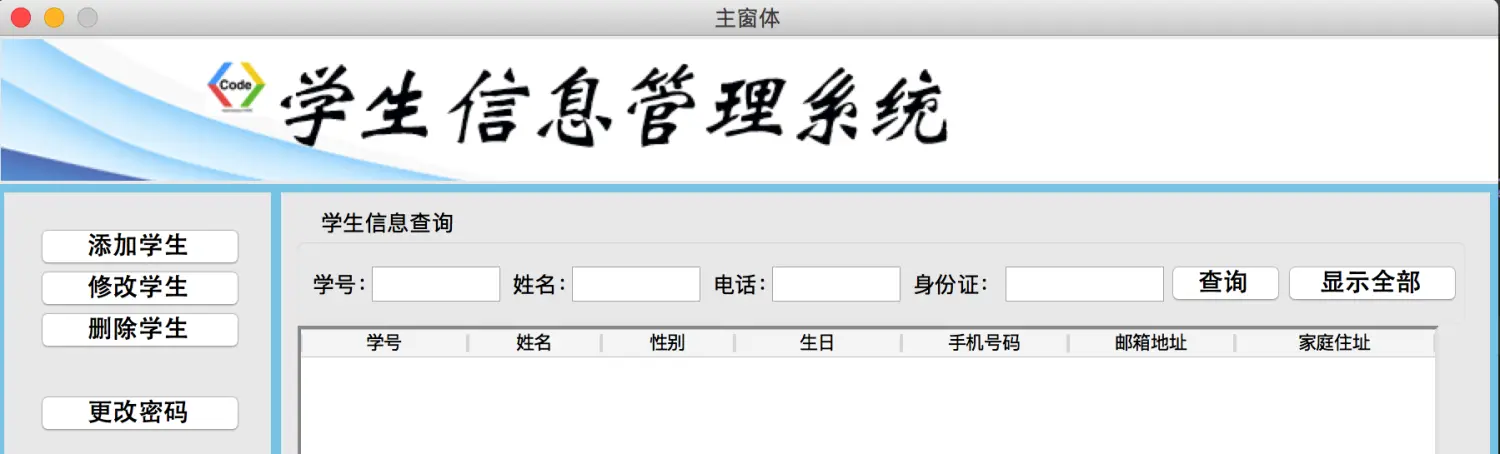 主窗体
Code
学生信息管理系统
添加学生
修改学生
删除学生
更改密码
学生信息查询
学号: 姓名: 电话: 身份证: 查询 显示全部
学号 姓名 性别 生日 手机号码 邮箱地址 家庭住址